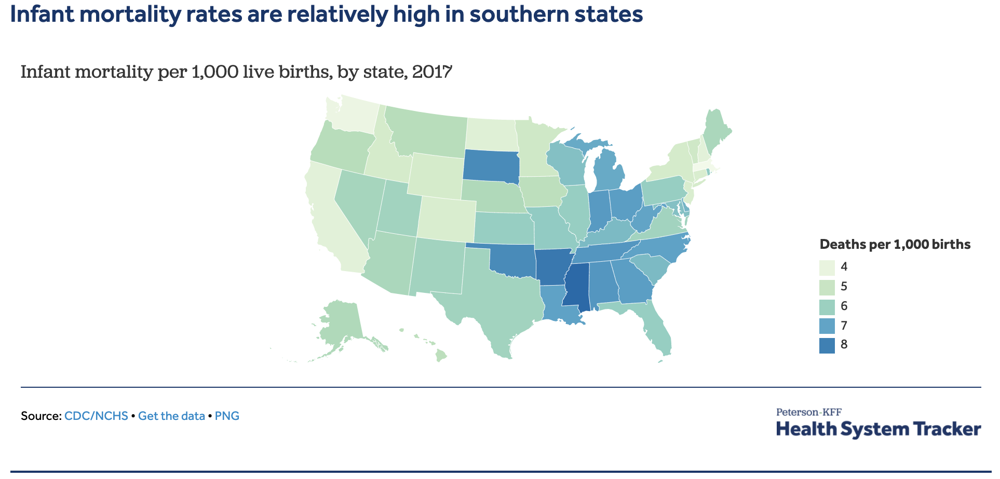 Infant mortality rates are relatively high in southern states
Infant mortality per 1,000 live births, by state, 2017
Deaths per 1,000 births
4
5
6
7
8
Source: CDC/NCHS • Get the data • PNG
Peterson-KFF
Health System Tracker